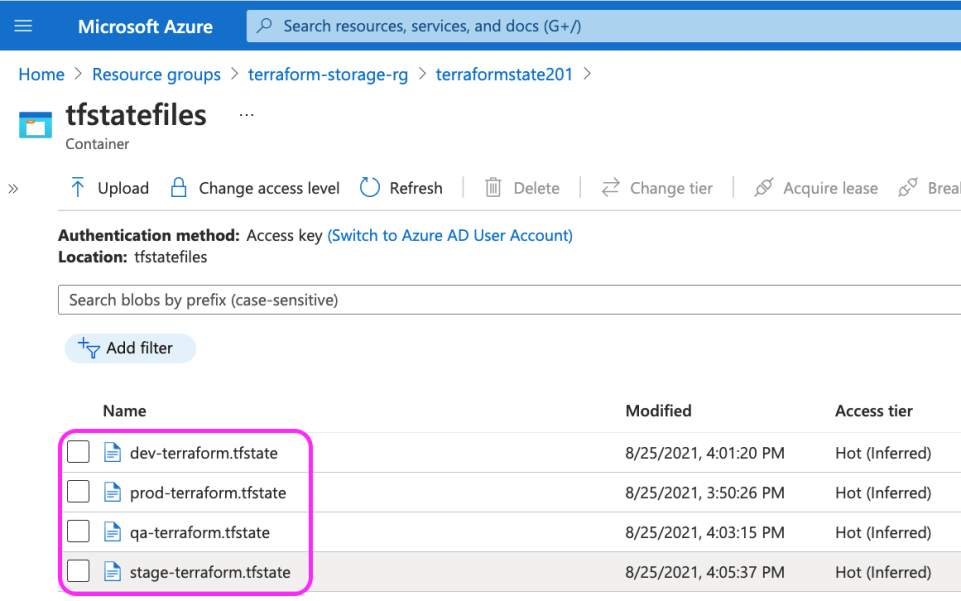 Microsoft Azure
Search resources, services, and docs (G+/)
Home > Resource groups > terraform-storage-rg > terraformstate201 >
tfstatefiles ...
Container
» Upload Change access level Refresh Delete Change tier Acquire lease Brea
Authentication method: Access key (Switch to Azure AD User Account)
Location: tfstatefiles
Search blobs by prefix (case-sensitive)
Add filter
Name Modified Access tier
dev-terraform.tfstate 8/25/2021, 4:01:20 PM Hot (Inferred)
prod-terraform.tfstate 8/25/2021, 3:50:26 PM Hot (Inferred)
qa-terraform.tfstate 8/25/2021, 4:03:15 PM Hot (Inferred)
stage-terraform.tfstate 8/25/2021, 4:05:37 PM Hot (Inferred)